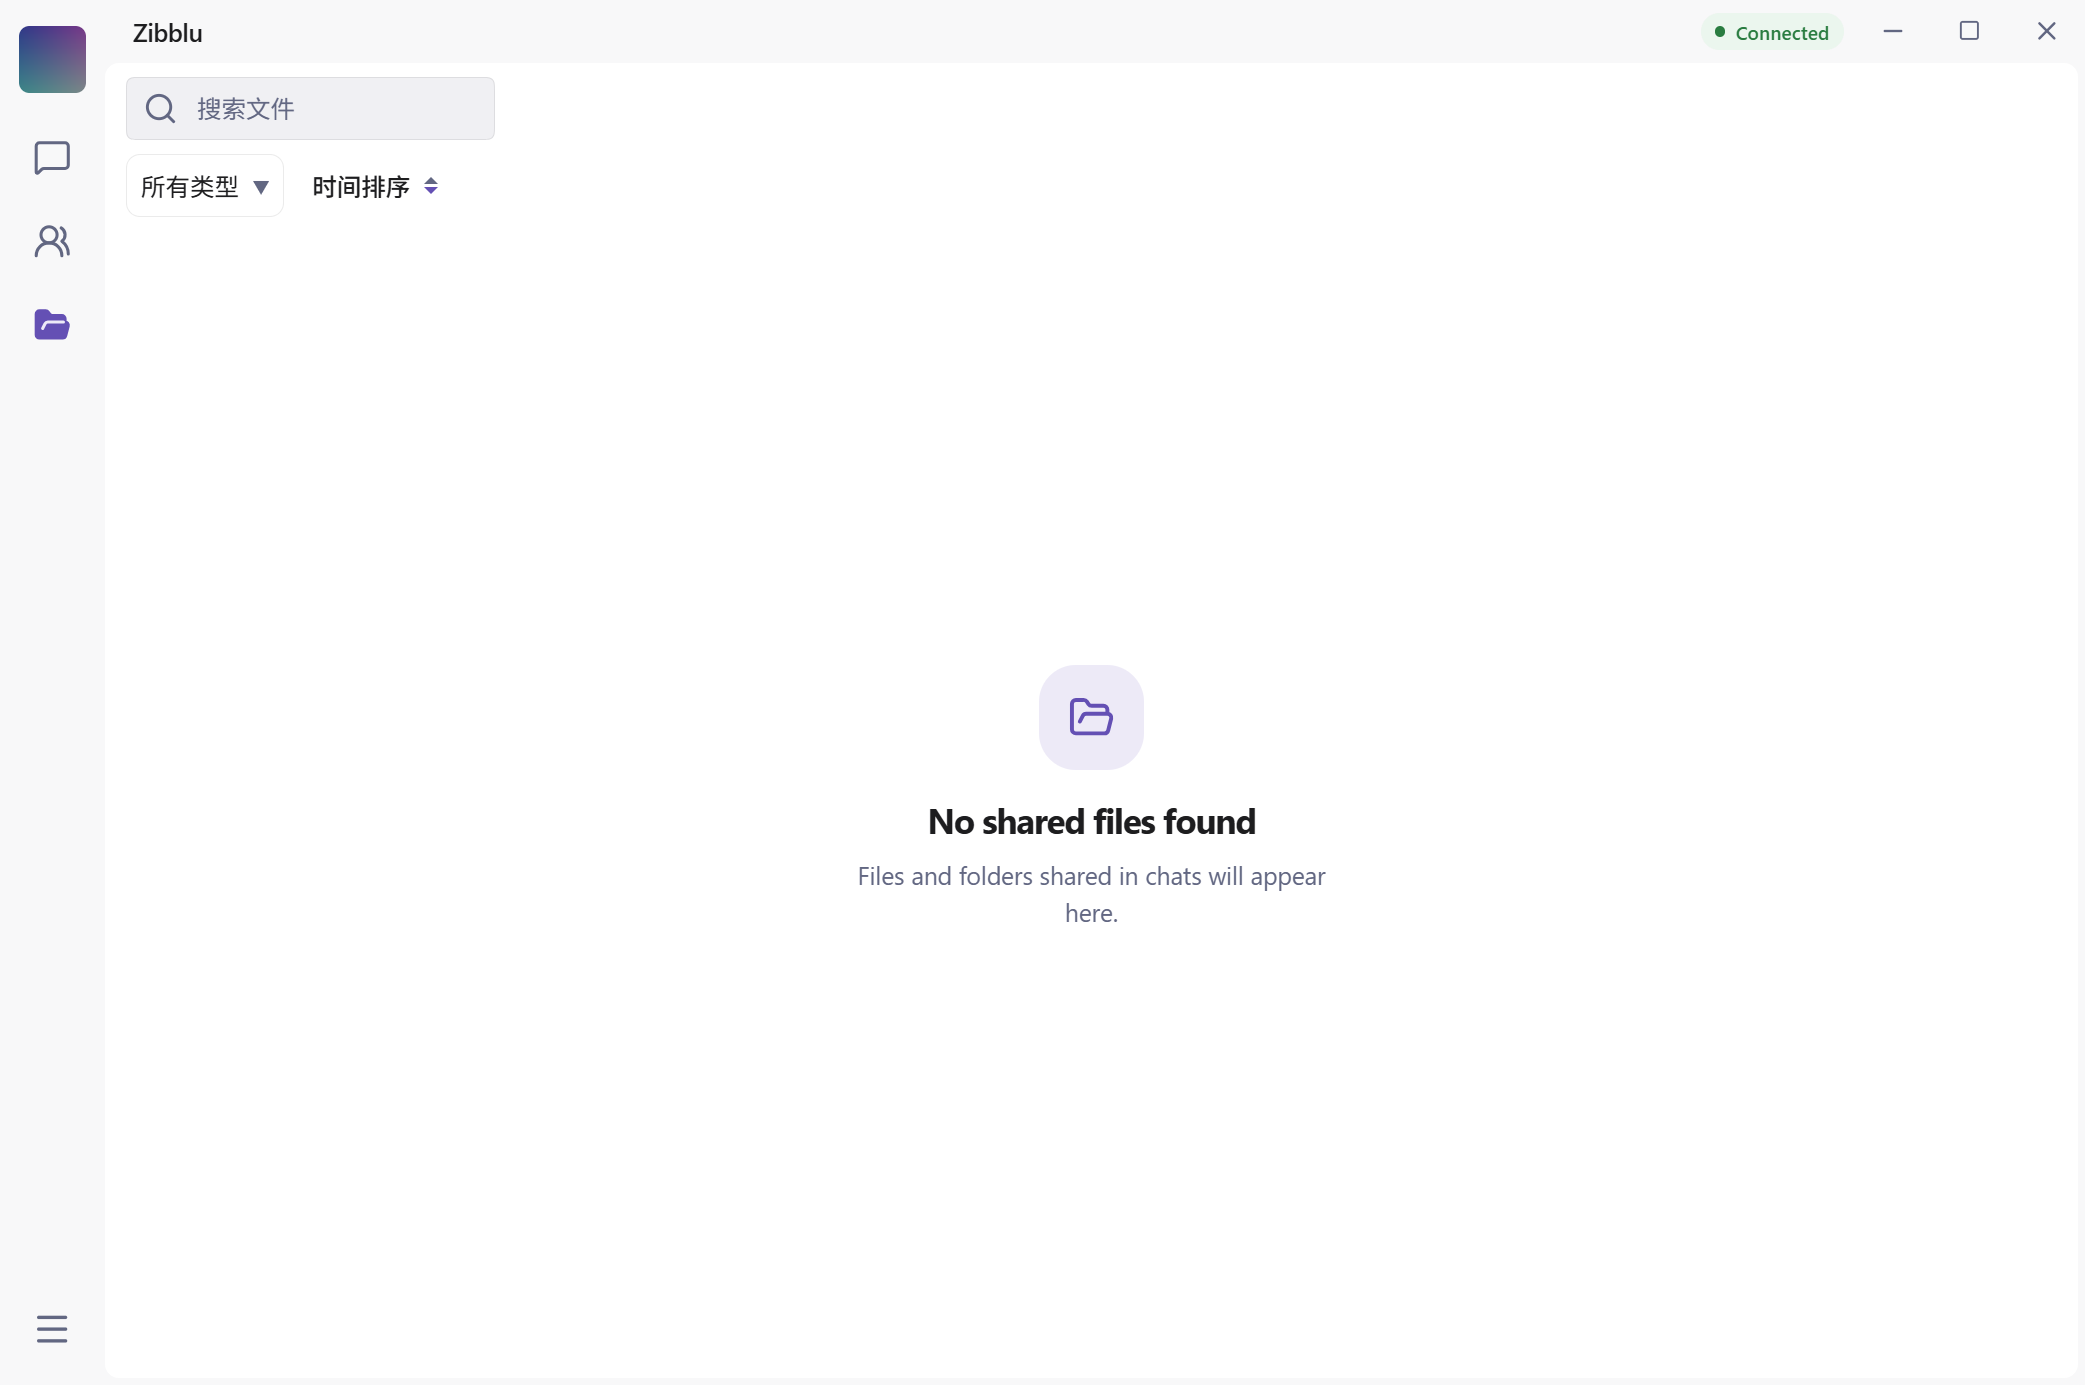 Zibblu
Connected
搜索文件
所有类型
时间排序
No shared files found
Files and folders shared in chats will appear
here.